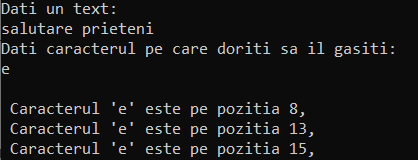 Dati un text:
salutare prieteni
Dati caracterul pe care doriti sa il gasiti:
e
Caracterul 'e' este pe pozitia 8,
Caracterul 'e' este pe pozitia 13,
Caracterul 'e' este pe pozitia 15,